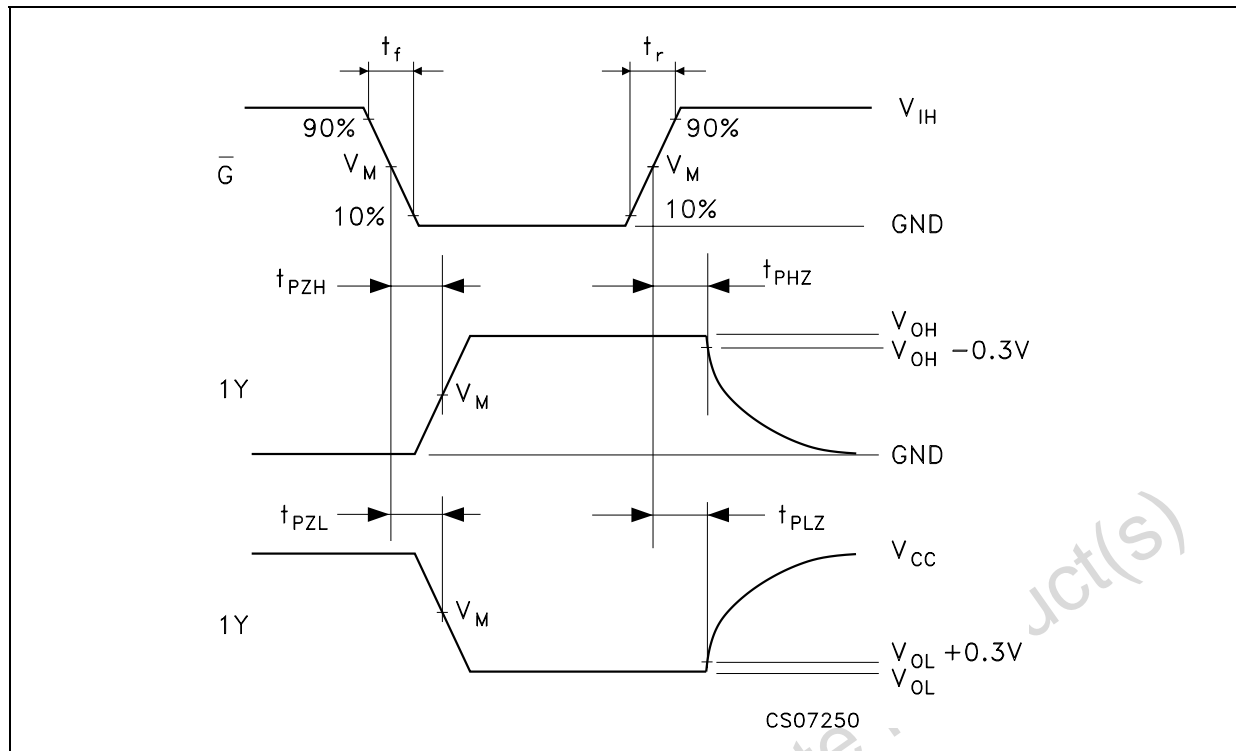 t_f t_r
90% 90% V_IH
G̅ V_M V_M
10% 10% GND
t_PZH t_PHZ
V_OH
V_OH −0.3V
1Y V_M
GND
t_PZL t_PLZ
V_CC
1Y V_M
V_OL +0.3V
V_OL
CS07250